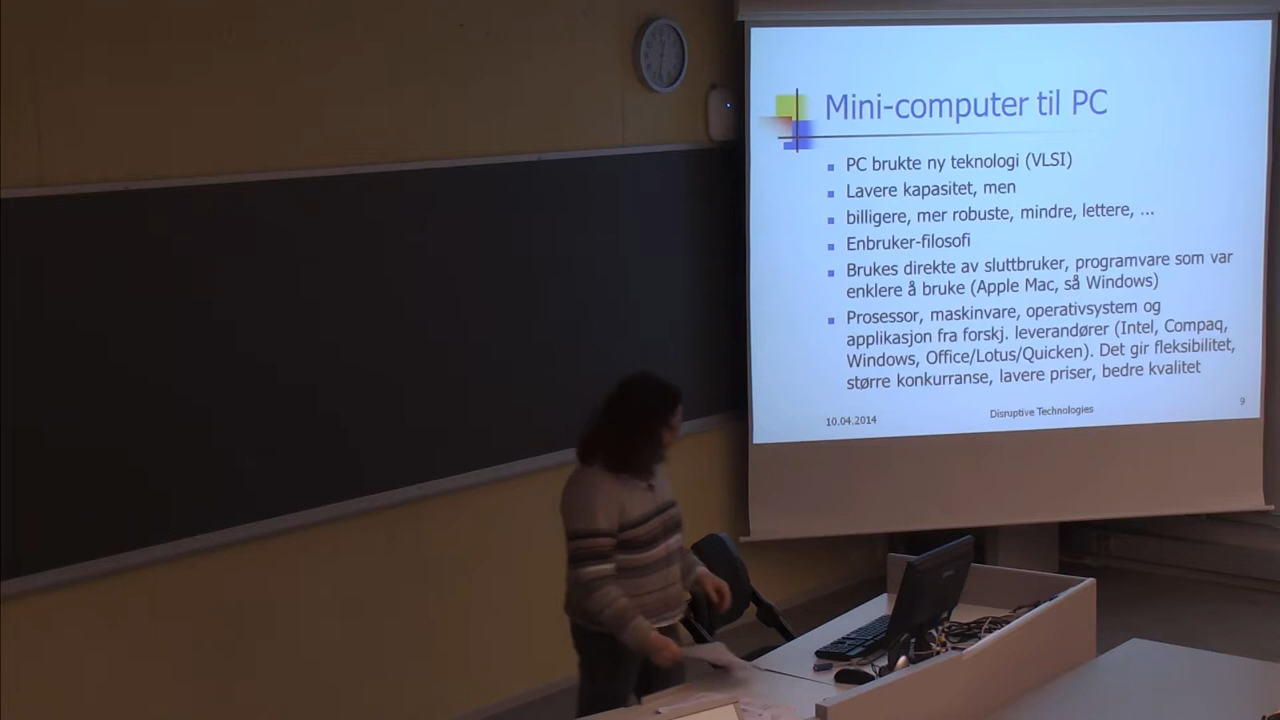 Mini-computer til PC
PC brukte ny teknologi (VLSI)
Lavere kapasitet, men
billigere, mer robuste, mindre, lettere, ...
Enbruker-filosofi
Brukes direkte av sluttbruker, programvare som var
enklere å bruke (Apple Mac, så Windows)
Prosessor, maskinvare, operativsystem og
applikasjon fra forskj. leverandører (Intel, Compaq,
Windows, Office/Lotus/Quicken). Det gir fleksibilitet,
større konkurranse, lavere priser, bedre kvalitet
10.04.2014
Disruptive Technologies
9